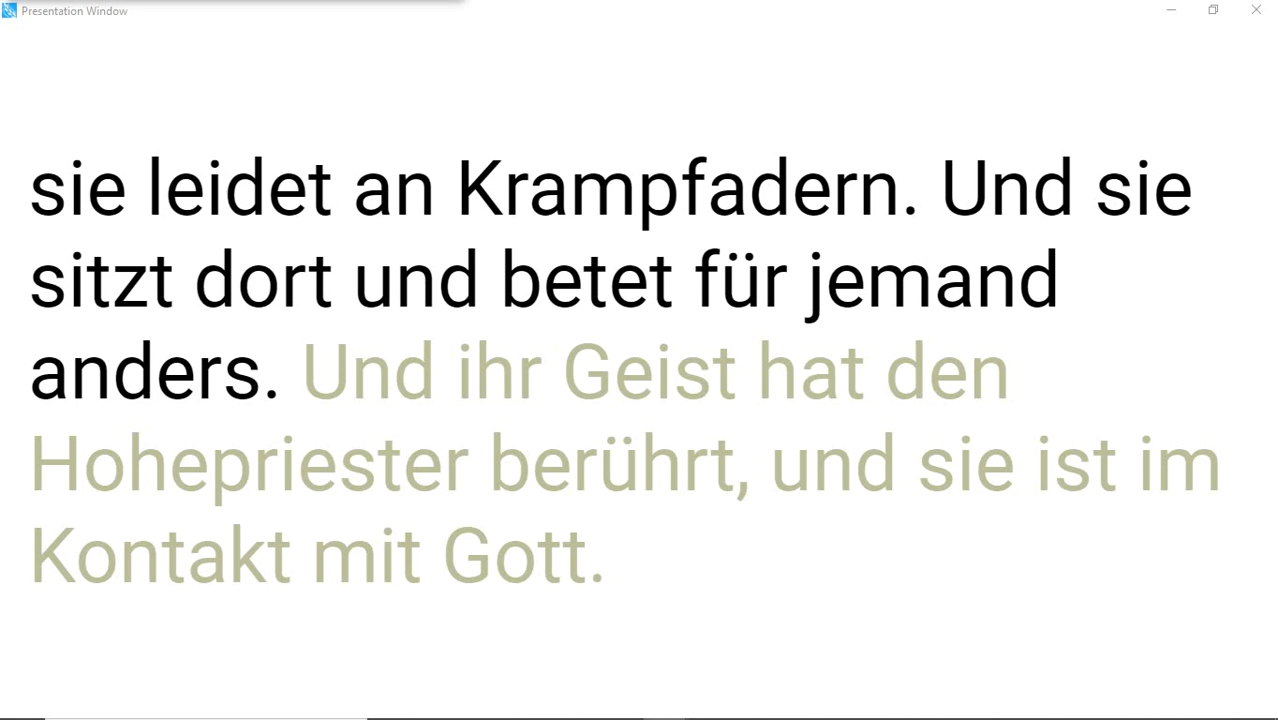 Presentation Window
sie leidet an Krampfadern. Und sie
sitzt dort und betet für jemand
anders. Und ihr Geist hat den
Hohepriester berührt, und sie ist im
Kontakt mit Gott.